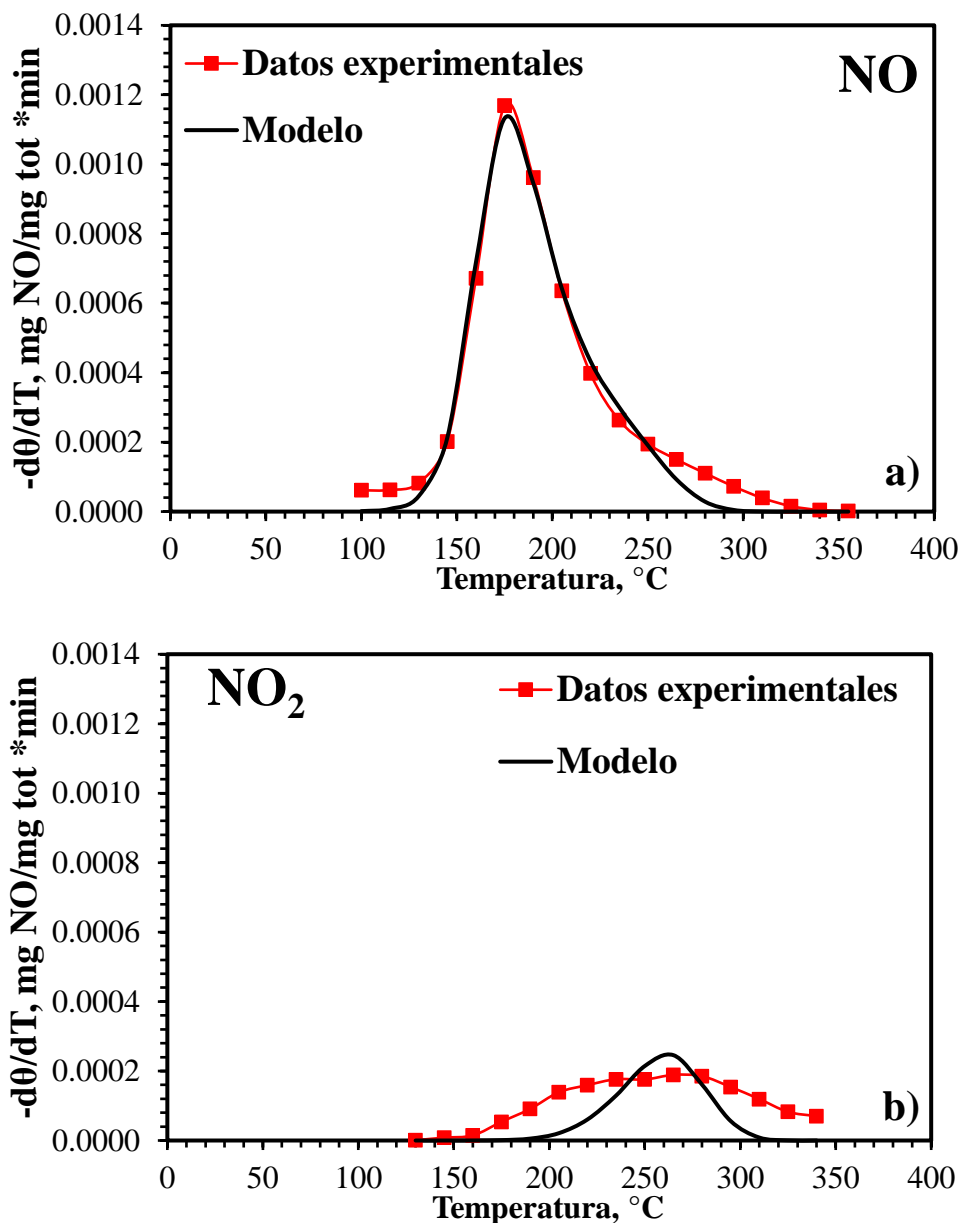 0.0014
0.0012
0.0010
0.0008
0.0006
0.0004
0.0002
0.0000
-dθ/dT, mg NO/mg tot *min
Datos experimentales
Modelo
NO
a)
0 50 100 150 200 250 300 350 400
Temperatura, °C
0.0014
0.0012
0.0010
0.0008
0.0006
0.0004
0.0002
0.0000
-dθ/dT, mg NO/mg tot *min
NO₂
Datos experimentales
Modelo
b)
0 50 100 150 200 250 300 350 400
Temperatura, °C